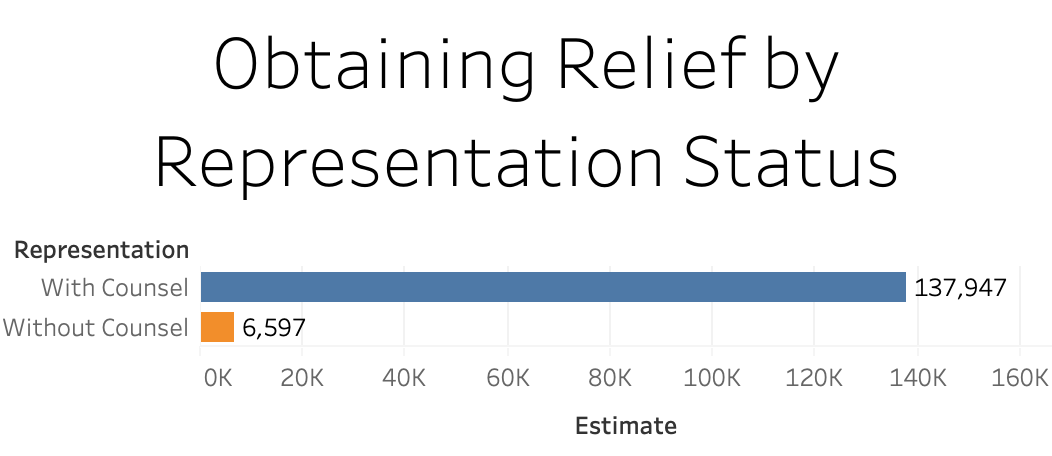 Obtaining Relief by
Representation Status
Representation
With Counsel 137,947
Without Counsel 6,597
0K 20K 40K 60K 80K 100K 120K 140K 160K
Estimate